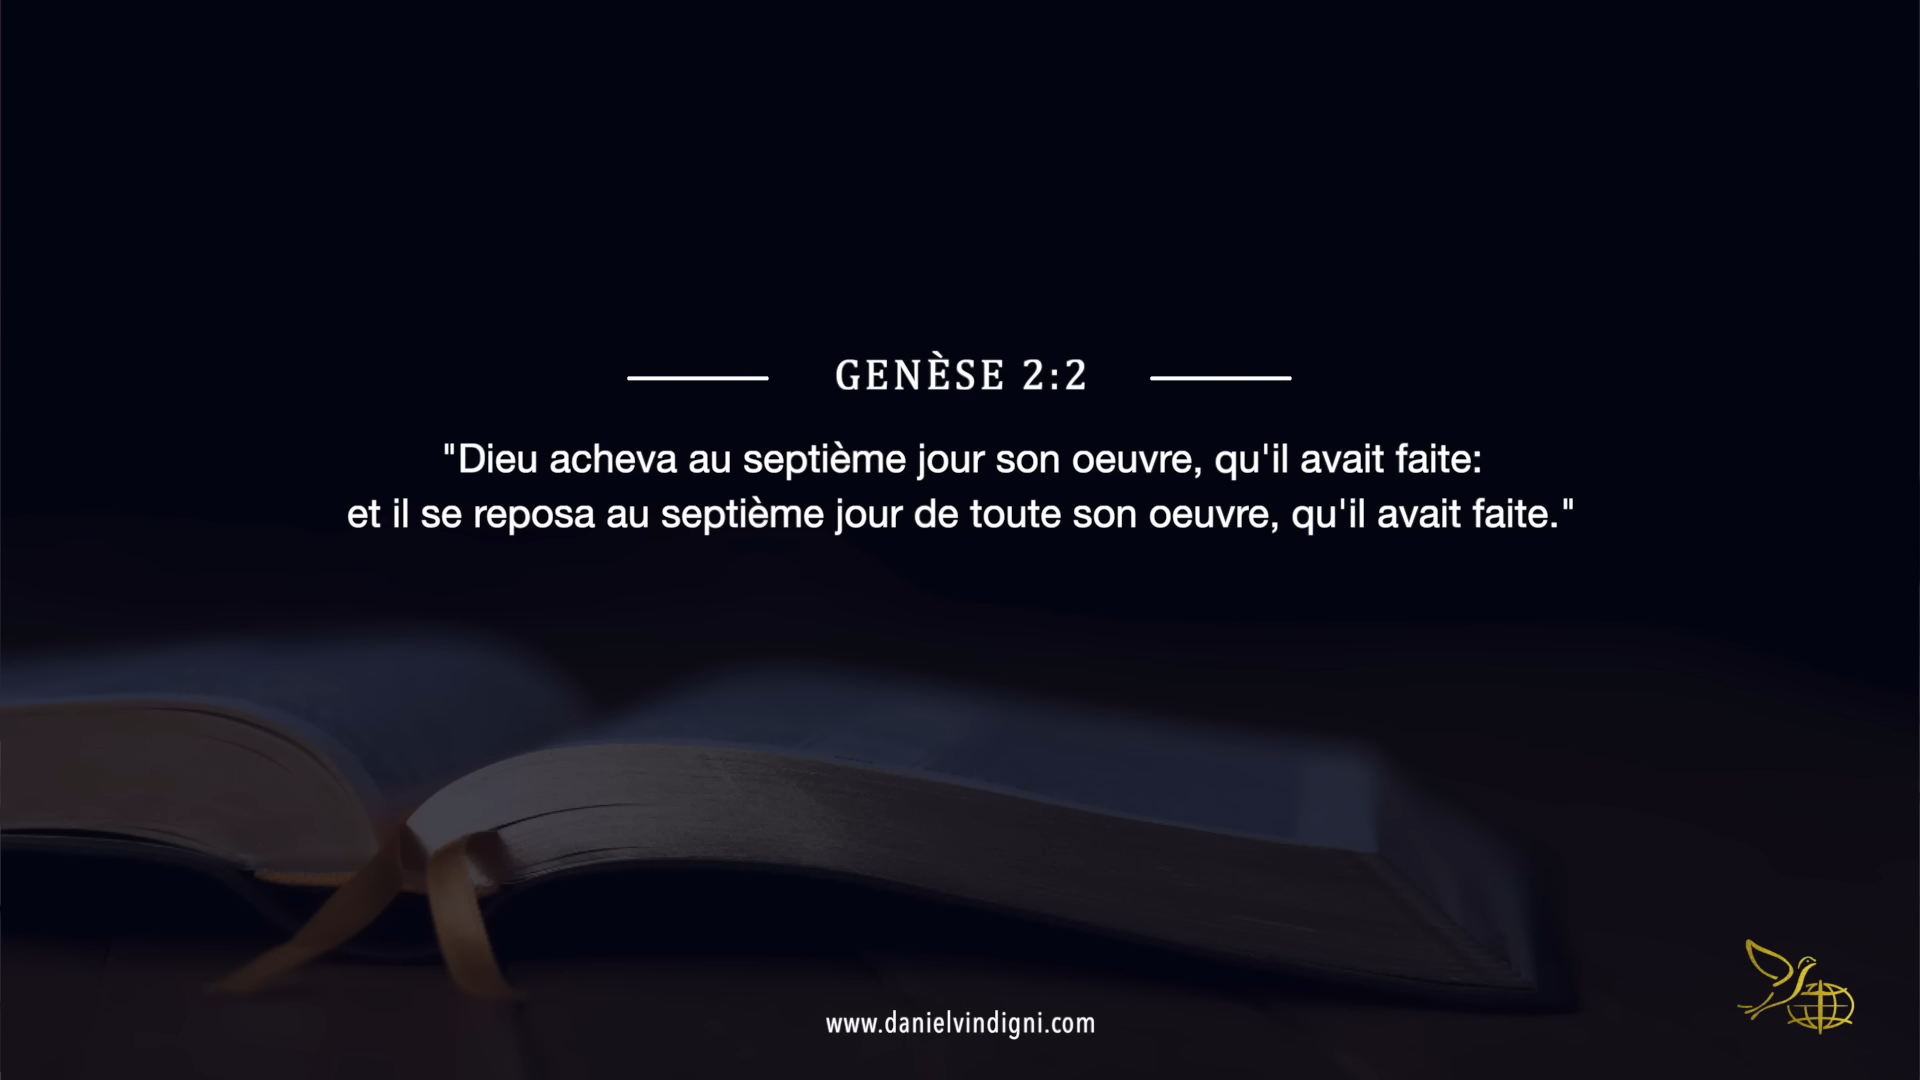 GENÈSE 2:2
"Dieu acheva au septième jour son oeuvre, qu'il avait faite:
et il se reposa au septième jour de toute son oeuvre, qu'il avait faite."
www.danielvindigni.com